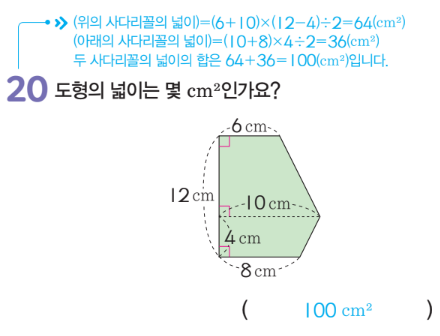 (위의 사다리꼴의 넓이)=(6+10)×(12−4)÷2=64(cm²)
(아래의 사다리꼴의 넓이)=(10+8)×4÷2=36(cm²)
두 사다리꼴의 넓이의 합은 64+36=100(cm²)입니다.
20 도형의 넓이는 몇 cm²인가요?
6 cm
12 cm
10 cm
4 cm
8 cm
( 100 cm² )